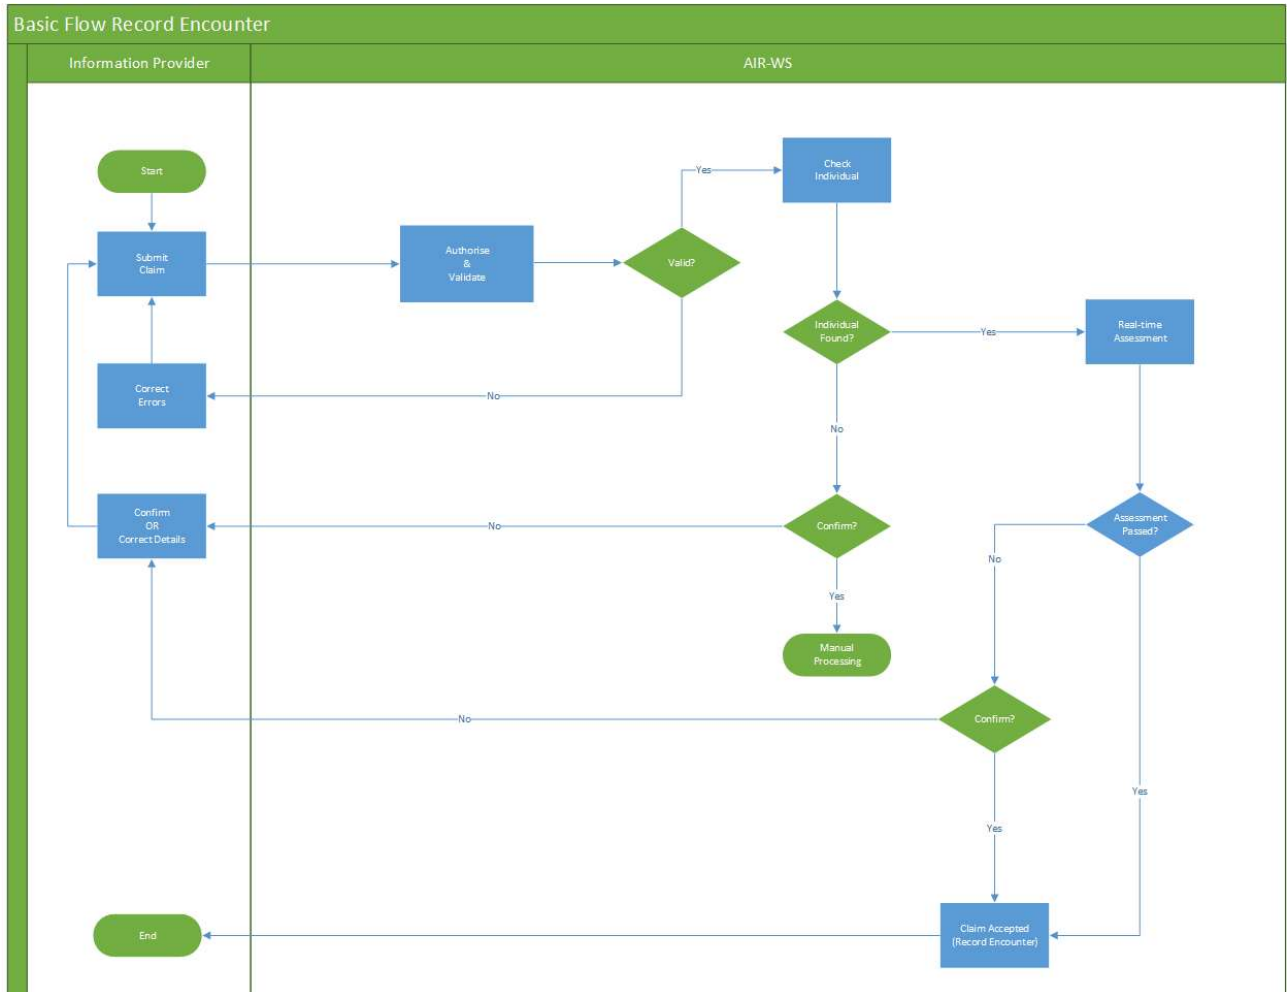 Basic Flow Record Encounter
Information Provider
AIR-WS
Start
Submit
Claim
Authorise
&
Validate
Valid?
Yes
Check
Individual
Individual
Found?
Yes
Real-time
Assessment
Correct
Errors
No
No
Confirm
OR
Correct Details
No
Confirm?
Assessment
Passed?
No
Yes
Manual
Processing
No
Confirm?
Yes
Yes
End
Claim Accepted
(Record Encounter)